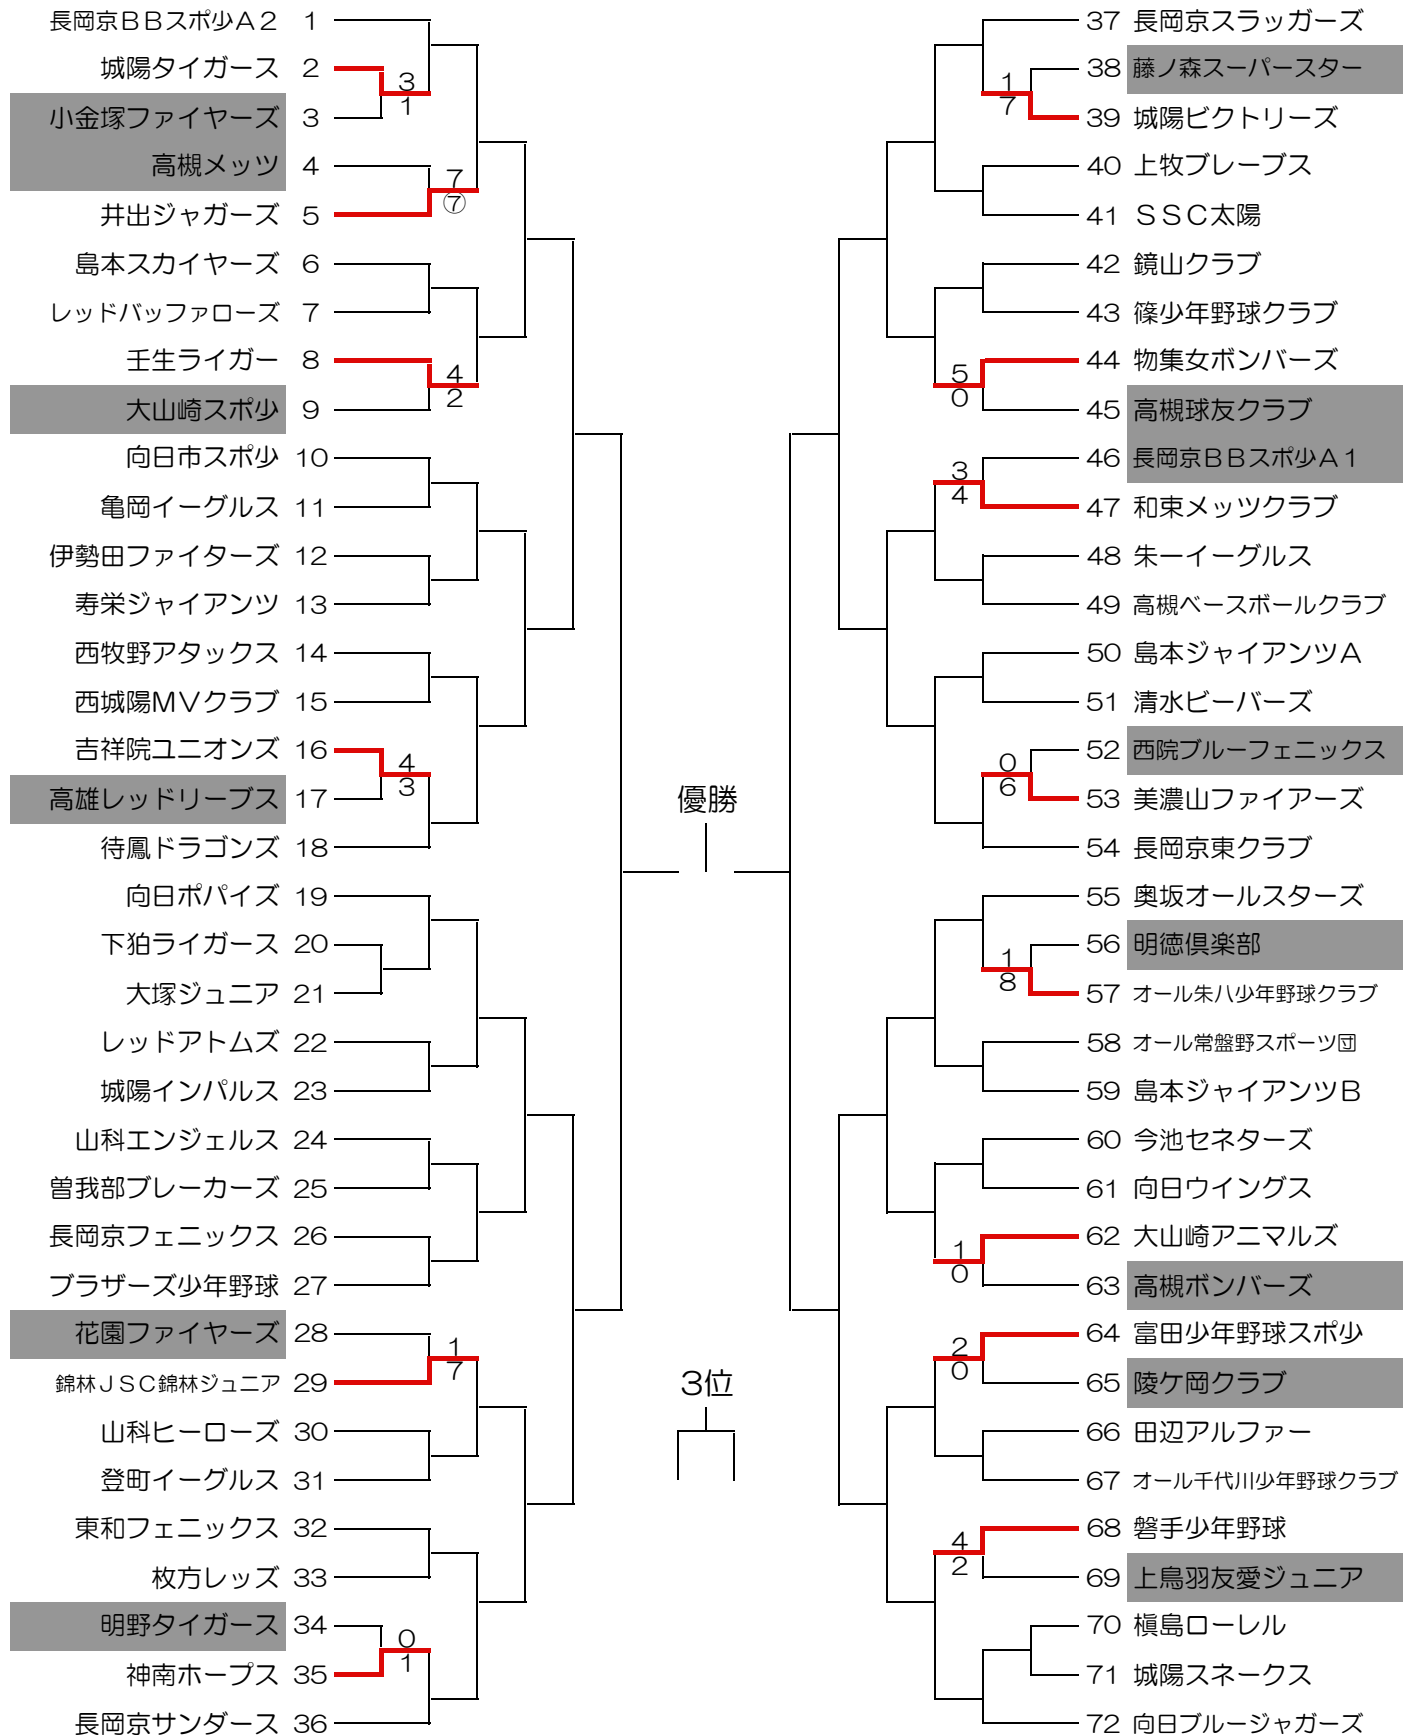 長岡京ＢＢスポ少Ａ２ 1
城陽タイガース 2
3
1
小金塚ファイヤーズ 3
高槻メッツ 4
7
⑦
井出ジャガーズ 5
島本スカイヤーズ 6
レッドバッファローズ 7
壬生ライガー 8
4
2
大山崎スポ少 9
向日市スポ少 10
亀岡イーグルス 11
伊勢田ファイターズ 12
寿栄ジャイアンツ 13
西牧野アタックス 14
西城陽ＭＶクラブ 15
吉祥院ユニオンズ 16
4
3
高雄レッドリーブス 17
待鳳ドラゴンズ 18
向日ポパイズ 19
下狛ライガース 20
大塚ジュニア 21
レッドアトムズ 22
城陽インパルス 23
山科エンジェルス 24
曽我部ブレーカーズ 25
長岡京フェニックス 26
ブラザーズ少年野球 27
花園ファイヤーズ 28
1
7
錦林ＪＳＣ錦林ジュニア 29
山科ヒーローズ 30
登町イーグルス 31
東和フェニックス 32
枚方レッズ 33
明野タイガース 34
0
1
神南ホープス 35
長岡京サンダース 36
優勝
3位
37 長岡京スラッガーズ
38 藤ノ森スーパースター
1
7
39 城陽ビクトリーズ
40 上牧ブレーブス
41 ＳＳＣ太陽
42 鏡山クラブ
43 篠少年野球クラブ
44 物集女ボンバーズ
5
0
45 高槻球友クラブ
46 長岡京ＢＢスポ少Ａ１
3
4
47 和束メッツクラブ
48 朱一イーグルス
49 高槻ベースボールクラブ
50 島本ジャイアンツＡ
51 清水ビーバーズ
52 西院ブルーフェニックス
0
6
53 美濃山ファイアーズ
54 長岡京東クラブ
55 奥坂オールスターズ
56 明徳倶楽部
1
8
57 オール朱八少年野球クラブ
58 オール常盤野スポーツ団
59 島本ジャイアンツＢ
60 今池セネターズ
61 向日ウイングス
62 大山崎アニマルズ
1
0
63 高槻ボンバーズ
64 富田少年野球スポ少
2
0
65 陵ケ岡クラブ
66 田辺アルファー
67 オール千代川少年野球クラブ
68 磐手少年野球
4
2
69 上鳥羽友愛ジュニア
70 槇島ローレル
71 城陽スネークス
72 向日ブルージャガーズ